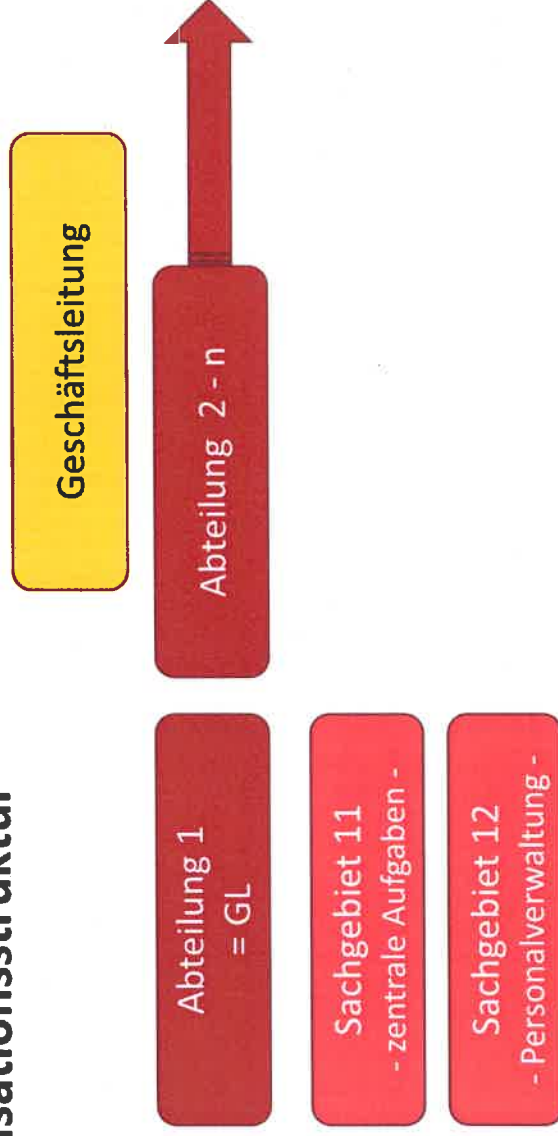 Geschäftsleitung
Abteilung 1
= GL
Abteilung 2 - n
Sachgebiet 11
- zentrale Aufgaben -
Sachgebiet 12
- Personalverwaltung -